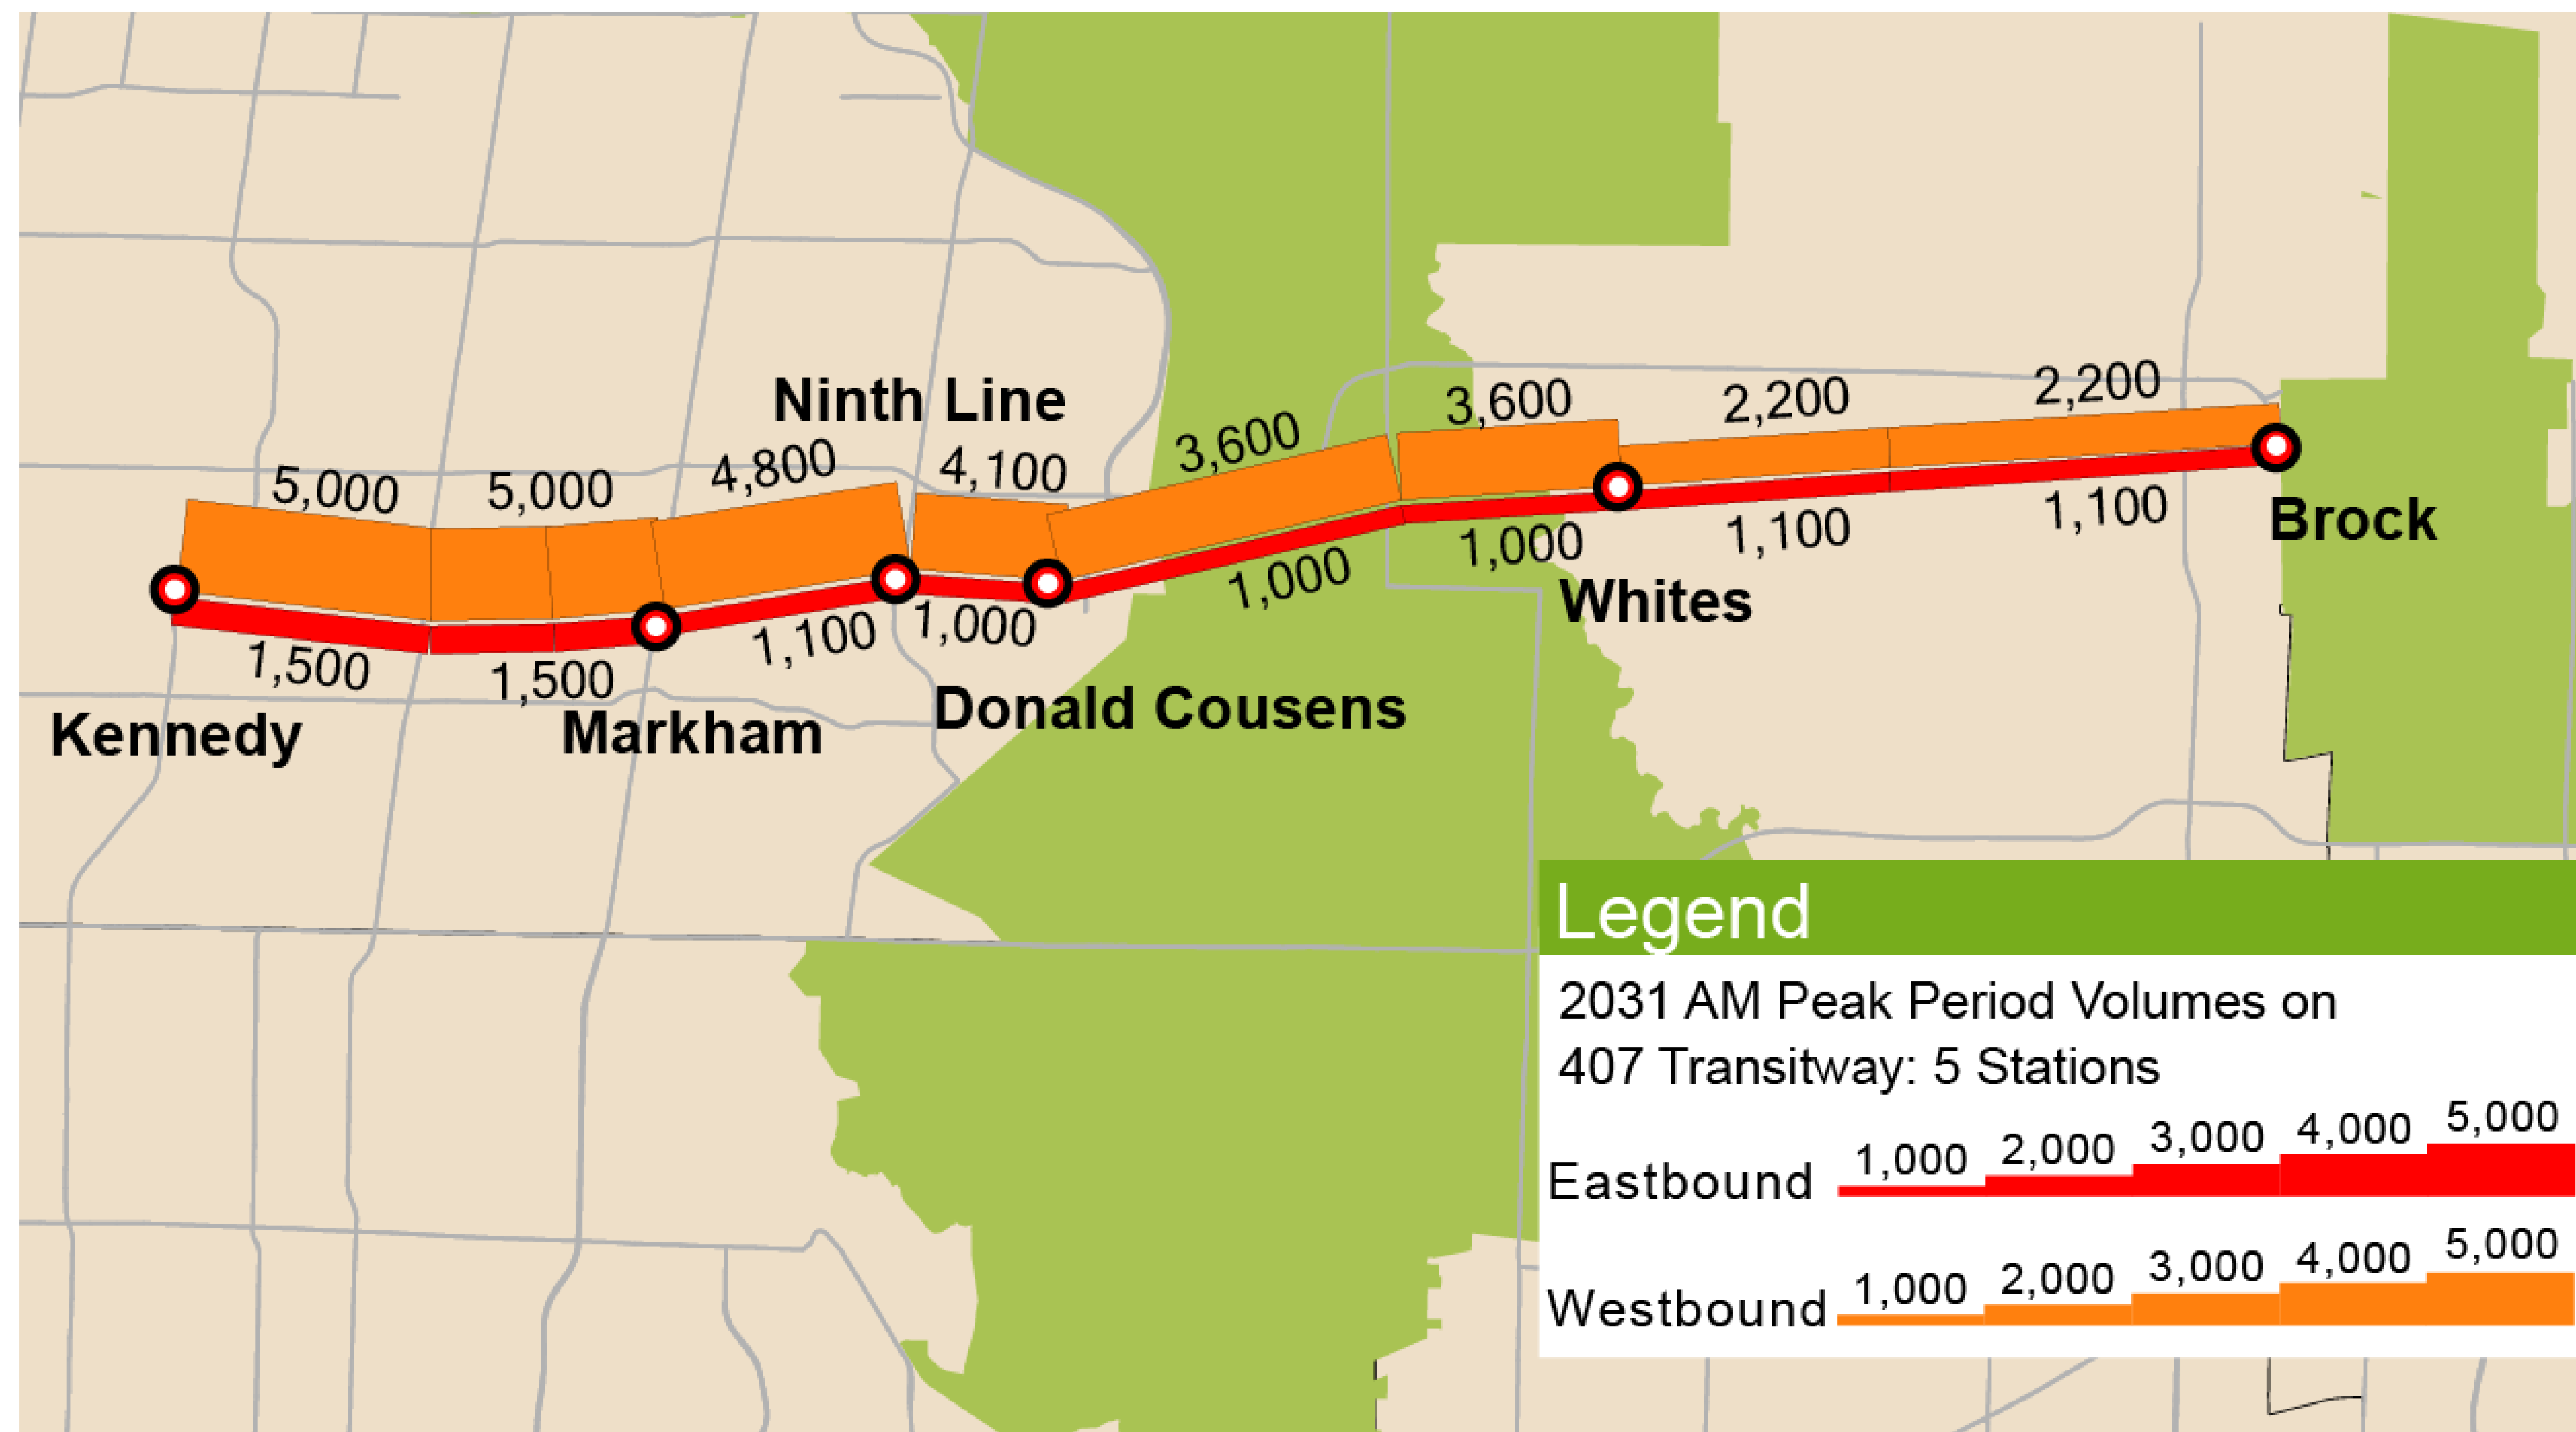 Ninth Line
5,000
5,000
4,800
4,100
3,600
3,600
2,200
2,200
1,500
1,500
1,100
1,000
1,000
1,000
1,100
1,100
Kennedy
Markham
Donald Cousens
Whites
Brock
Legend
2031 AM Peak Period Volumes on
407 Transitway: 5 Stations
Eastbound 1,000 2,000 3,000 4,000 5,000
Westbound 1,000 2,000 3,000 4,000 5,000